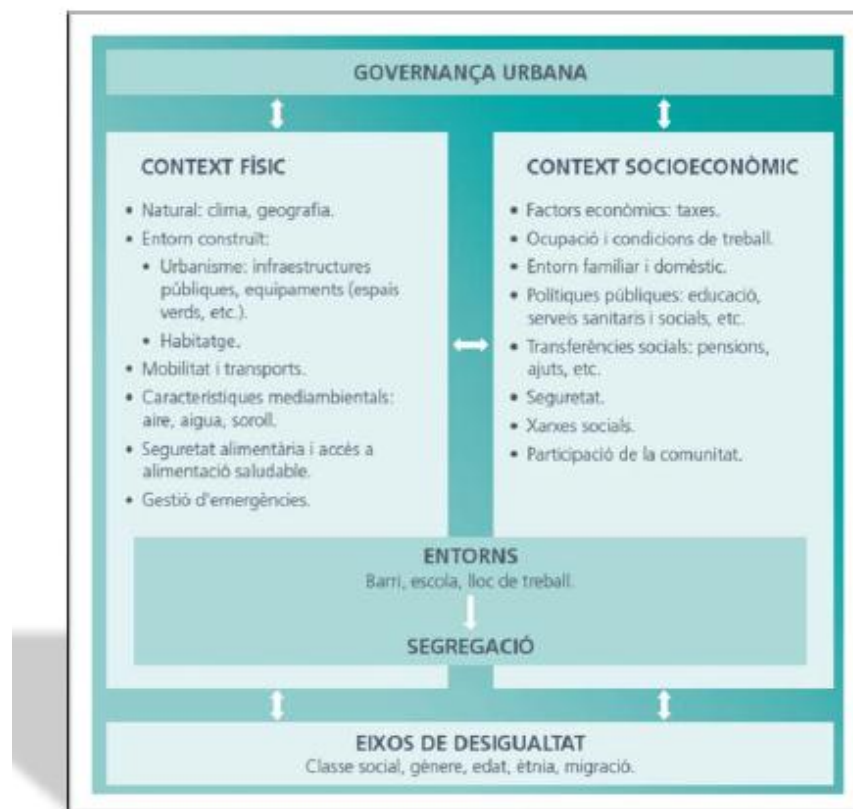 GOVERNANÇA URBANA
CONTEXT FÍSIC
• Natural: clima, geografia.
• Entorn construït:
• Urbanisme: infraestructures
públiques, equipaments (espais
verds, etc.).
• Habitatge.
• Mobilitat i transports.
• Característiques mediambientals:
aire, aigua, soroll.
• Seguretat alimentària i accés a
alimentació saludable.
• Gestió d'emergències.
CONTEXT SOCIOECONÒMIC
• Factors econòmics: taxes.
• Ocupació i condicions de treball.
• Entorn familiar i domèstic.
• Polítiques públiques: educació,
serveis sanitaris i socials, etc.
• Transferències socials: pensions,
ajuts, etc.
• Seguretat.
• Xarxes socials.
• Participació de la comunitat.
ENTORNS
Barri, escola, lloc de treball.
SEGREGACIÓ
EIXOS DE DESIGUALTAT
Classe social, gènere, edat, ètnia, migració.